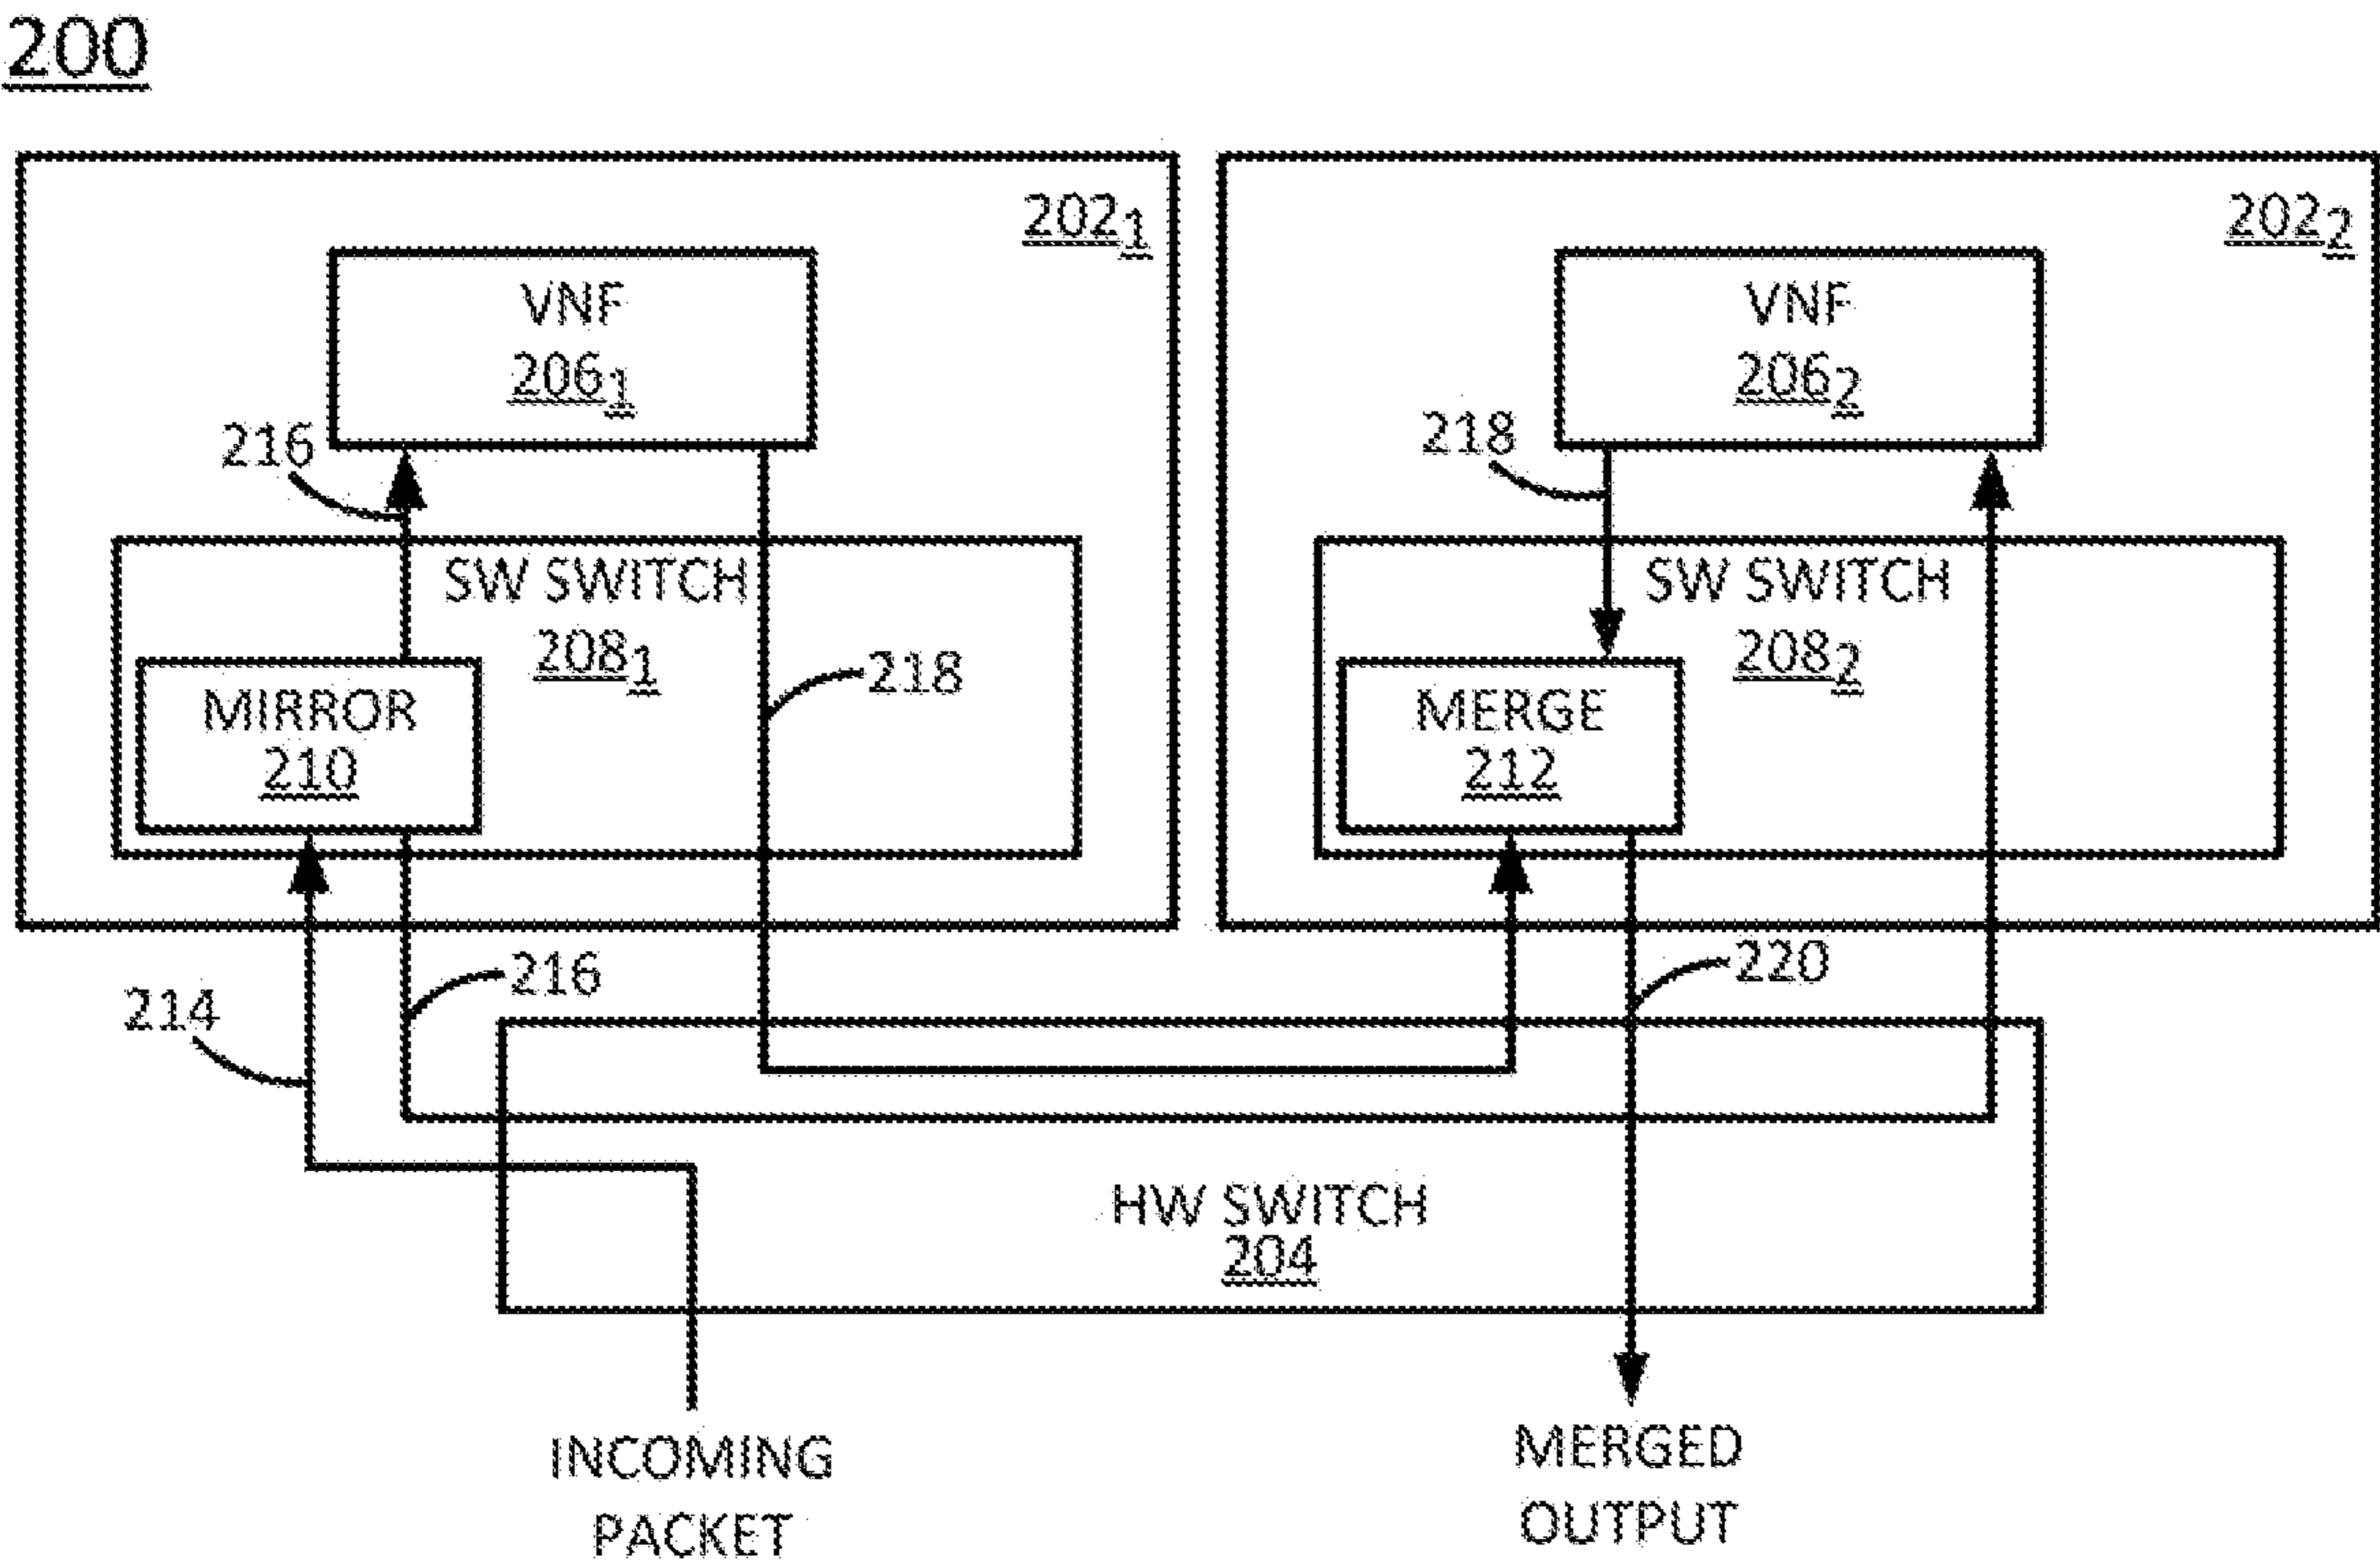 200
202₁
VNF
206₁
216
SW SWITCH
208₁
218
MIRROR
210
202₂
VNF
206₂
218
SW SWITCH
208₂
MERGE
212
214
216
220
HW SWITCH
204
INCOMING
PACKET
MERGED
OUTPUT